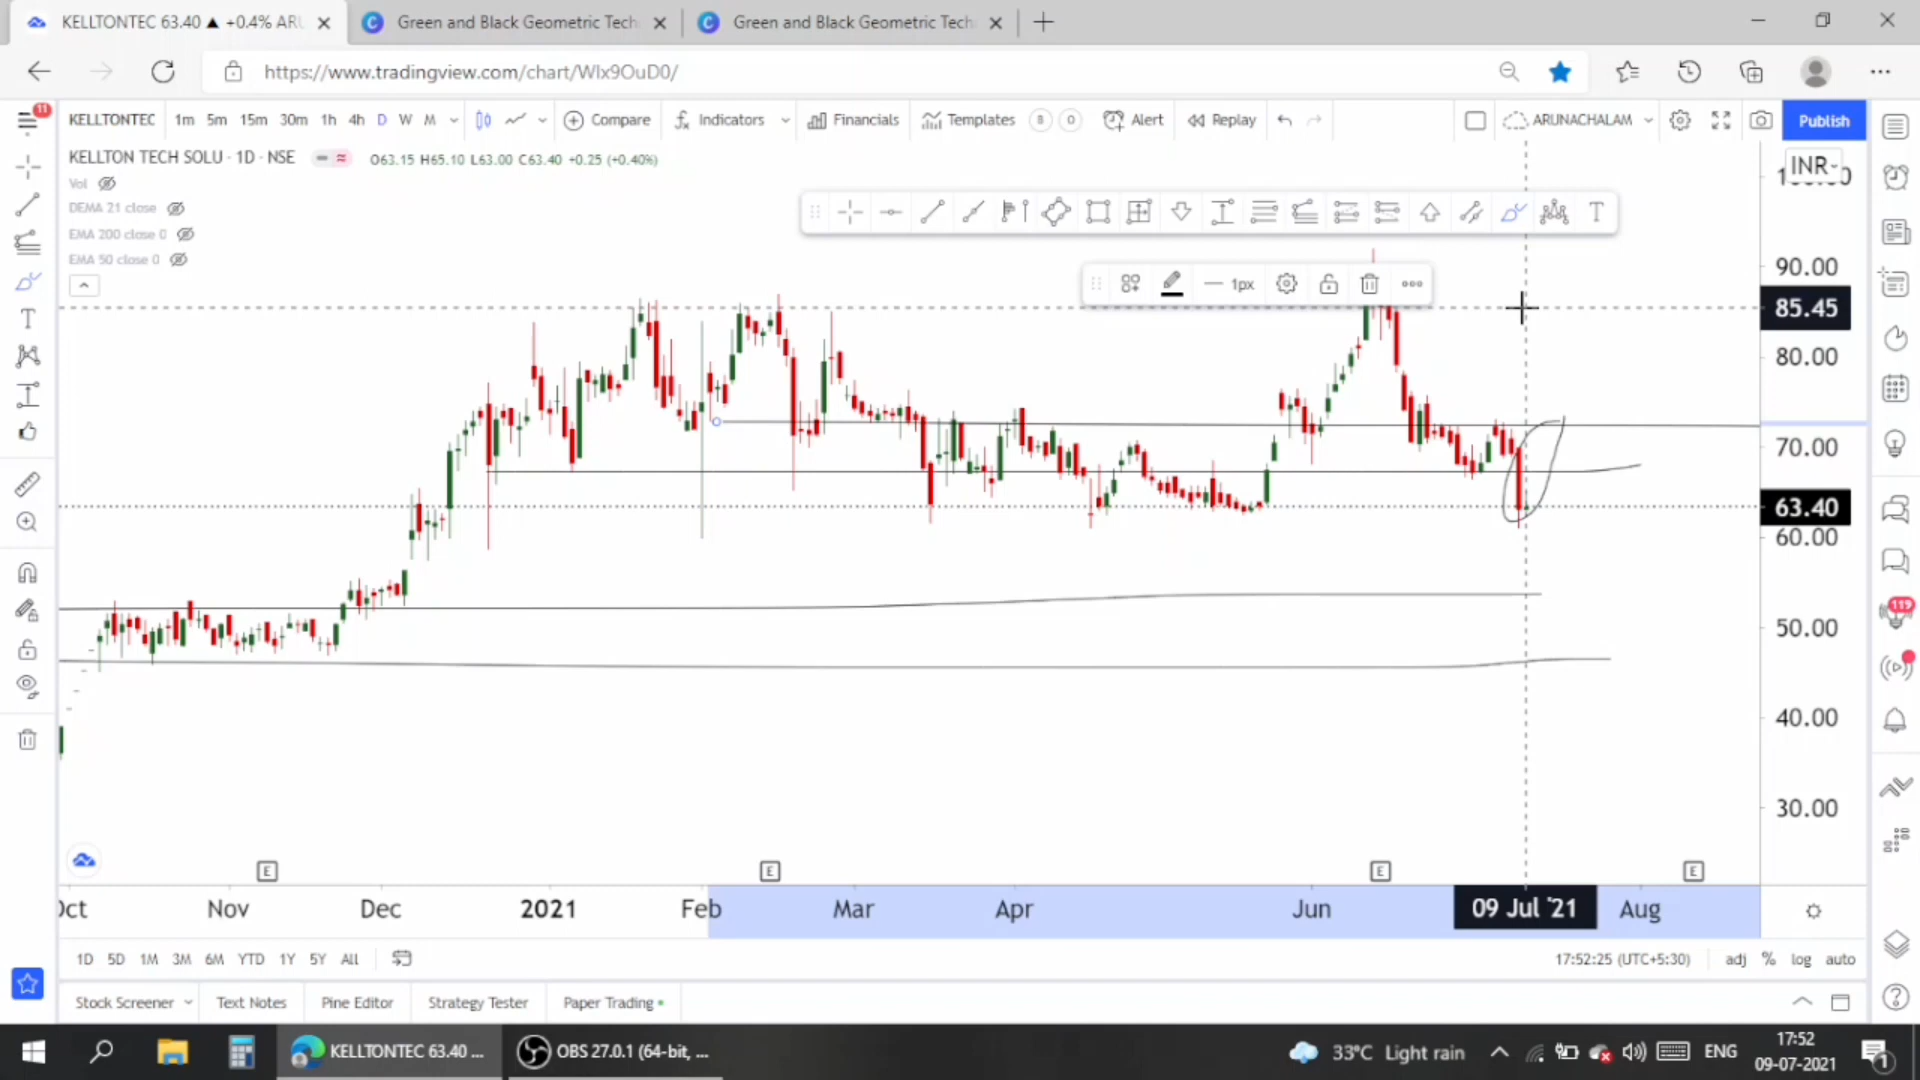 KELLTONTEC 63.40 ▲ +0.4% ARU
Green and Black Geometric Tech
Green and Black Geometric Tech
https://www.tradingview.com/chart/WIx9OuD0/
11
KELLTONTEC 1m 5m 15m 30m 1h 4h D W M Compare Indicators Financials Templates 8 0 Alert Replay ARUNACHALAM Publish
KELLTON TECH SOLU · 1D · NSE O63.15 H65.10 L63.00 C63.40 +0.25 (+0.40%)
INR
Vol
DEMA 21 close
EMA 200 close 0
EMA 50 close 0
1px
T
90.00
85.45
80.00
70.00
63.40
60.00
50.00
40.00
30.00
119
E E E E
Oct Nov Dec 2021 Feb Mar Apr Jun 09 Jul '21 Aug
1D 5D 1M 3M 6M YTD 1Y 5Y All 17:52:25 (UTC+5:30) adj % log auto
Stock Screener Text Notes Pine Editor Strategy Tester Paper Trading
KELLTONTEC 63.40 ... OBS 27.0.1 (64-bit, ... 33°C Light rain ENG 17:52
09-07-2021 1